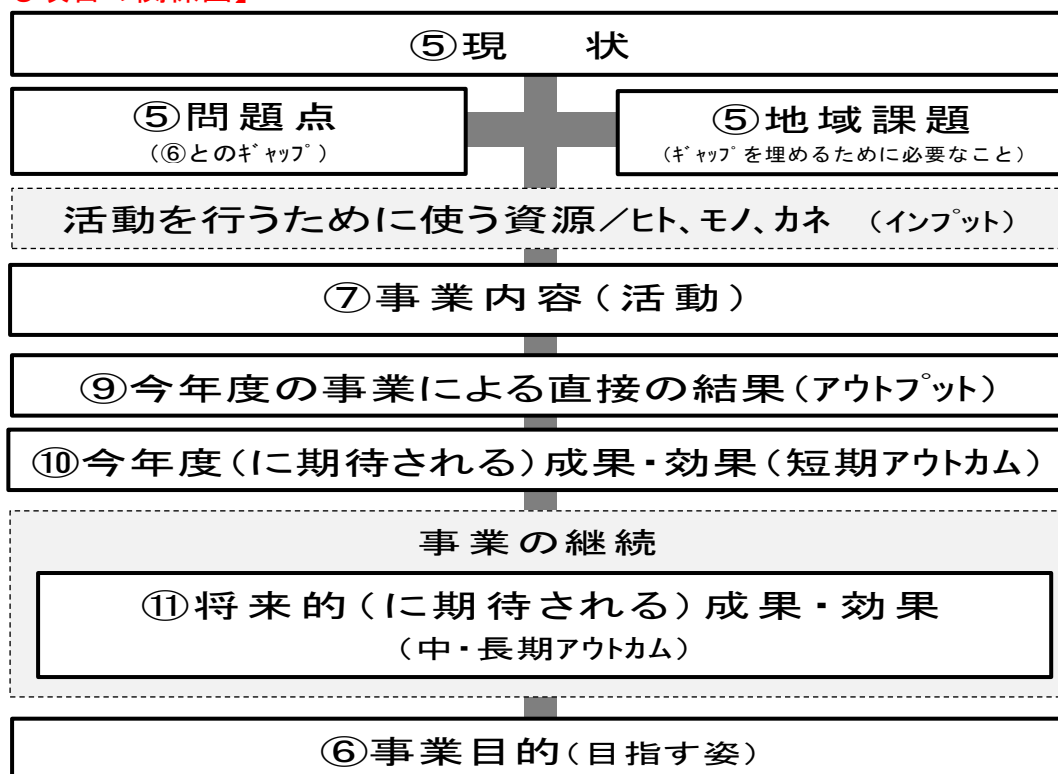 ⑤現　状
⑤問題点
(⑥とのギャップ)
⑤地域課題
(ギャップを埋めるために必要なこと)
活動を行うために使う資源／ヒト、モノ、カネ （インプット）
⑦事業内容（活動）
⑨今年度の事業による直接の結果（アウトプット）
⑩今年度（に期待される）成果・効果（短期アウトカム）
事業の継続
⑪将来的（に期待される）成果・効果
（中・長期アウトカム）
⑥事業目的（目指す姿）